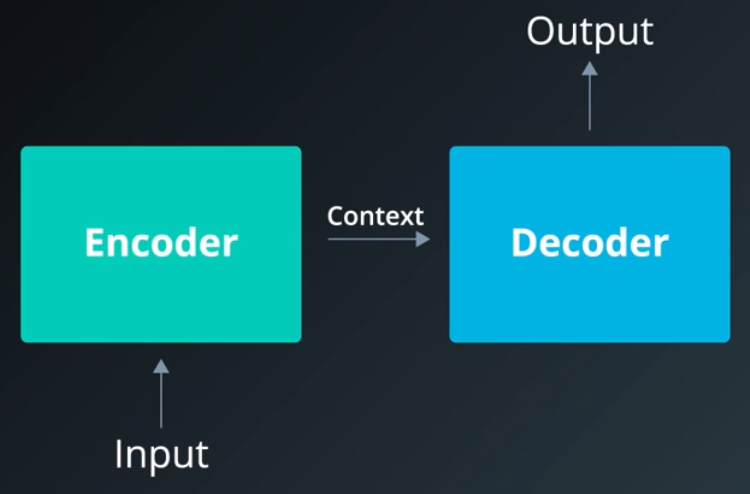 Output
Context
Encoder
Decoder
Input